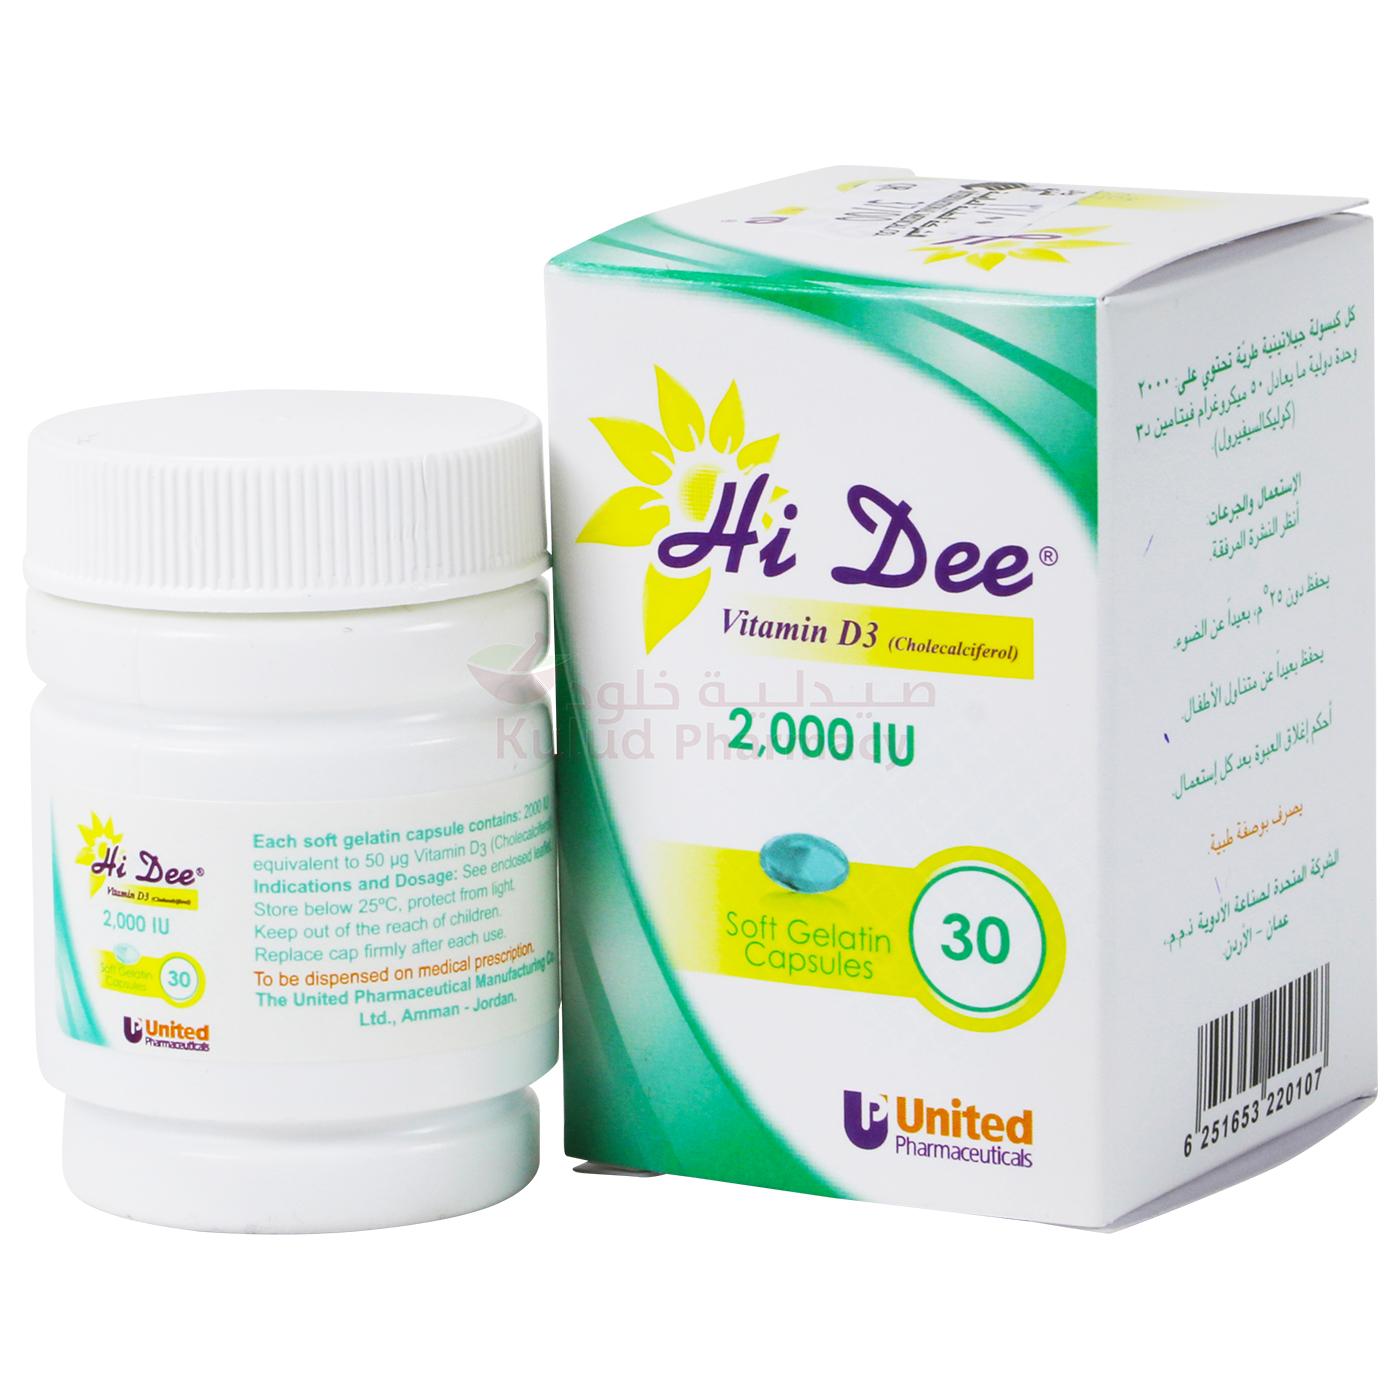 Hi Dee®
Vitamin D3 (Cholecalciferol)
2,000 IU
Soft Gelatin
Capsules
30
United
Pharmaceuticals
Each soft gelatin capsule contains: 2000 IU
equivalent to 50 µg Vitamin D3 (Cholecalciferol)
Indications and Dosage: See enclosed leaflet.
Store below 25ºC, protect from light.
Keep out of the reach of children.
Replace cap firmly after each use.
To be dispensed on medical prescription.
The United Pharmaceutical Manufacturing Co.
Ltd., Amman - Jordan.
37/00
Hi Dee®
Vitamin D3 (Cholecalciferol)
2,000 IU
Soft Gelatin
Capsules
30
UP United
Pharmaceuticals
صيدلية خلود
Kulud Pharmacy
كل كبسولة جيلاتينية طريّة تحتوي على: ٢٠٠٠
وحدة دولية ما يعادل ٥٠ ميكروغرام فيتامين د٣
(كوليكالسيفيرول).
الإستعمال والجرعات:
أنظر النشرة المرفقة.
يحفظ دون ٢٥°م، بعيداً عن الضوء.
يحفظ بعيداً عن متناول الأطفال.
أحكم إغلاق العبوة بعد كل إستعمال.
يصرف بوصفة طبية
الشركة المتحدة لصناعة الأدوية ذ.م.م.،
عمان - الأردن.
6 251653 220107